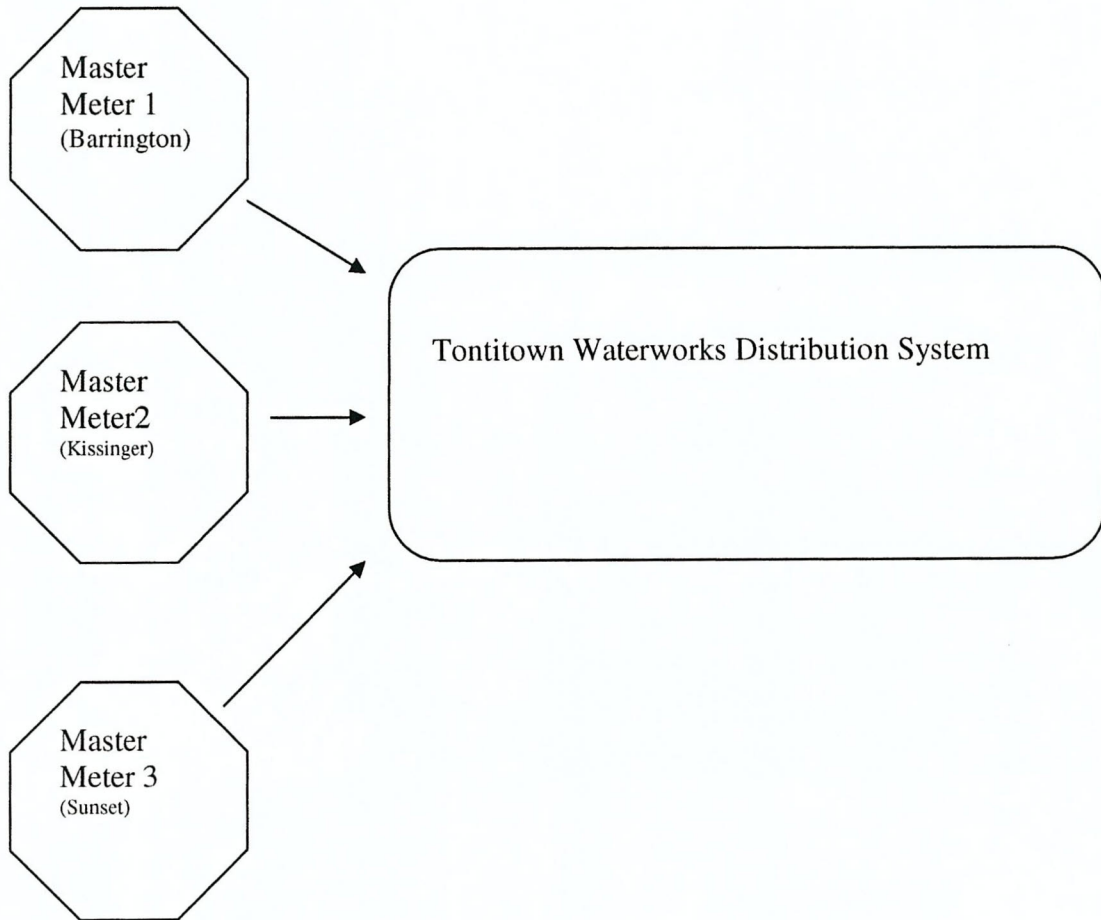 Master
Meter 1
(Barrington)
Tontitown Waterworks Distribution System
Master
Meter2
(Kissinger)
Master
Meter 3
(Sunset)